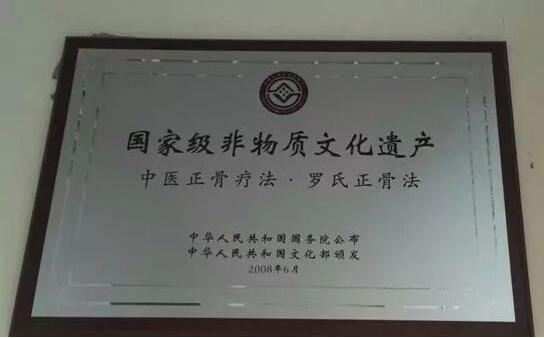 国家级非物质文化遗产
中医正骨疗法·罗氏正骨法
中华人民共和国国务院公布
中华人民共和国文化部颁发
2008年6月